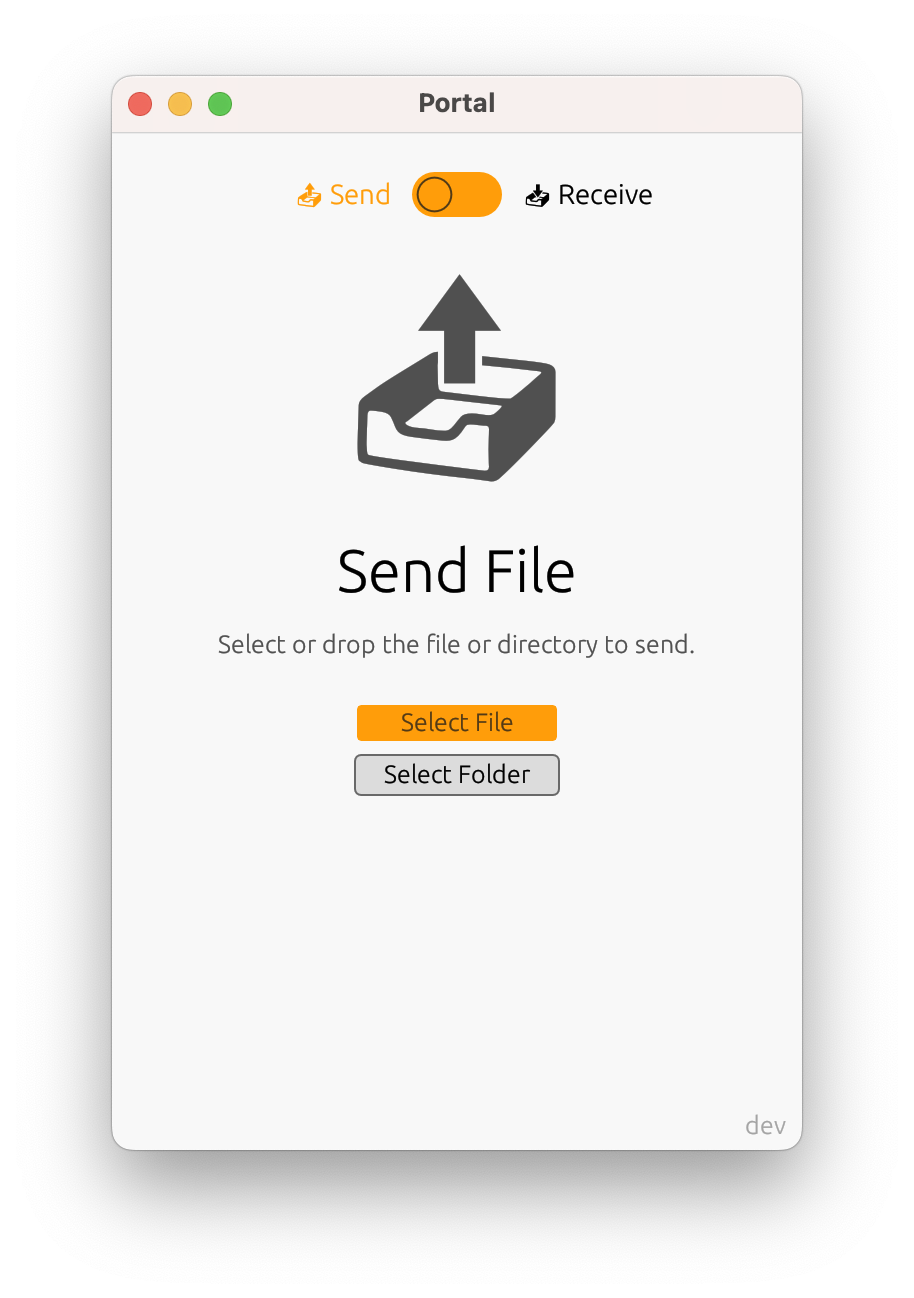 Portal
Send Receive
Send File
Select or drop the file or directory to send.
Select File
Select Folder
dev